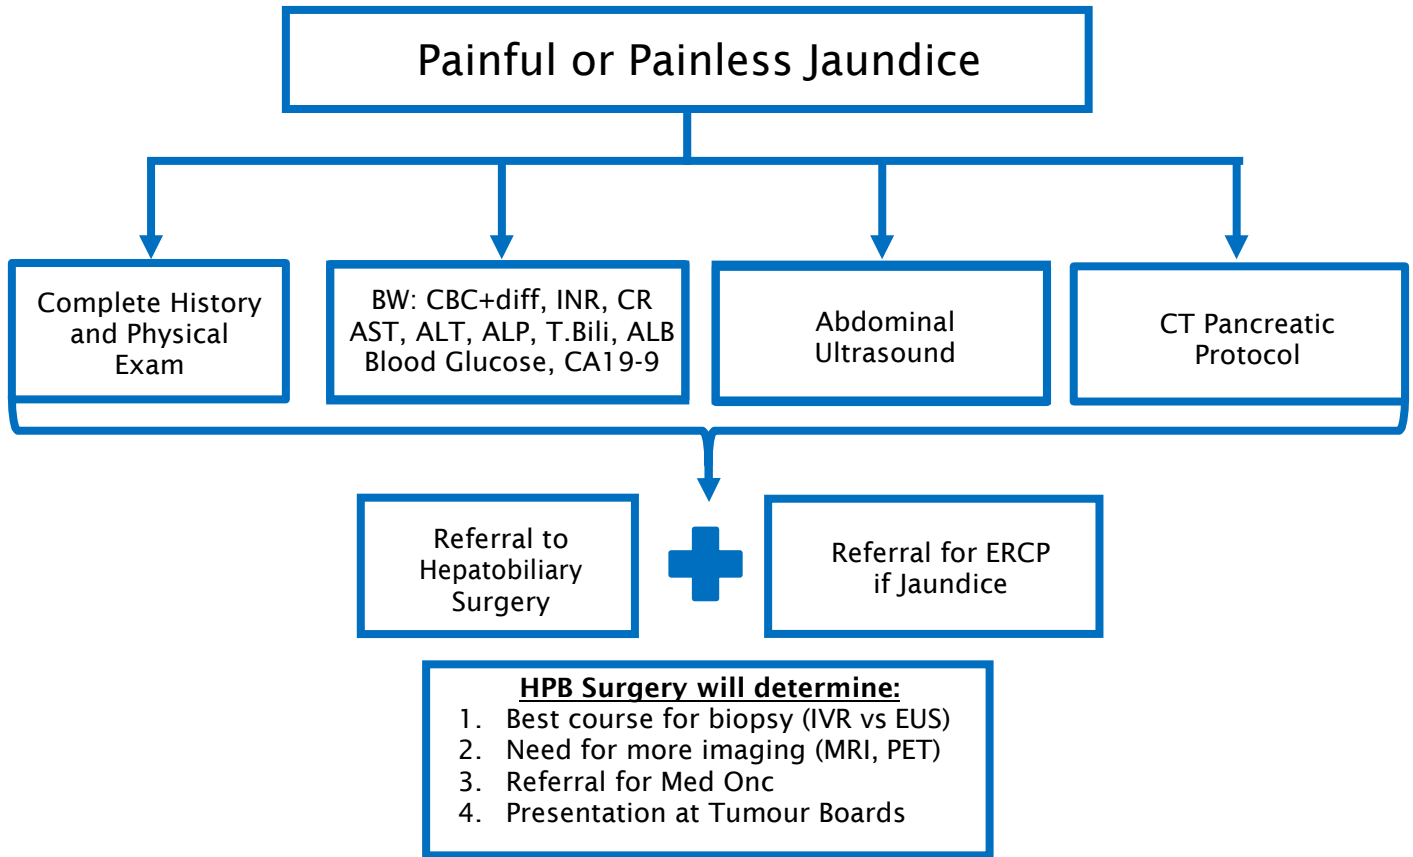 Painful or Painless Jaundice
Complete History
and Physical
Exam
BW: CBC+diff, INR, CR
AST, ALT, ALP, T.Bili, ALB
Blood Glucose, CA19-9
Abdominal
Ultrasound
CT Pancreatic
Protocol
Referral to
Hepatobiliary
Surgery
Referral for ERCP
if Jaundice
HPB Surgery will determine:
1. Best course for biopsy (IVR vs EUS)
2. Need for more imaging (MRI, PET)
3. Referral for Med Onc
4. Presentation at Tumour Boards